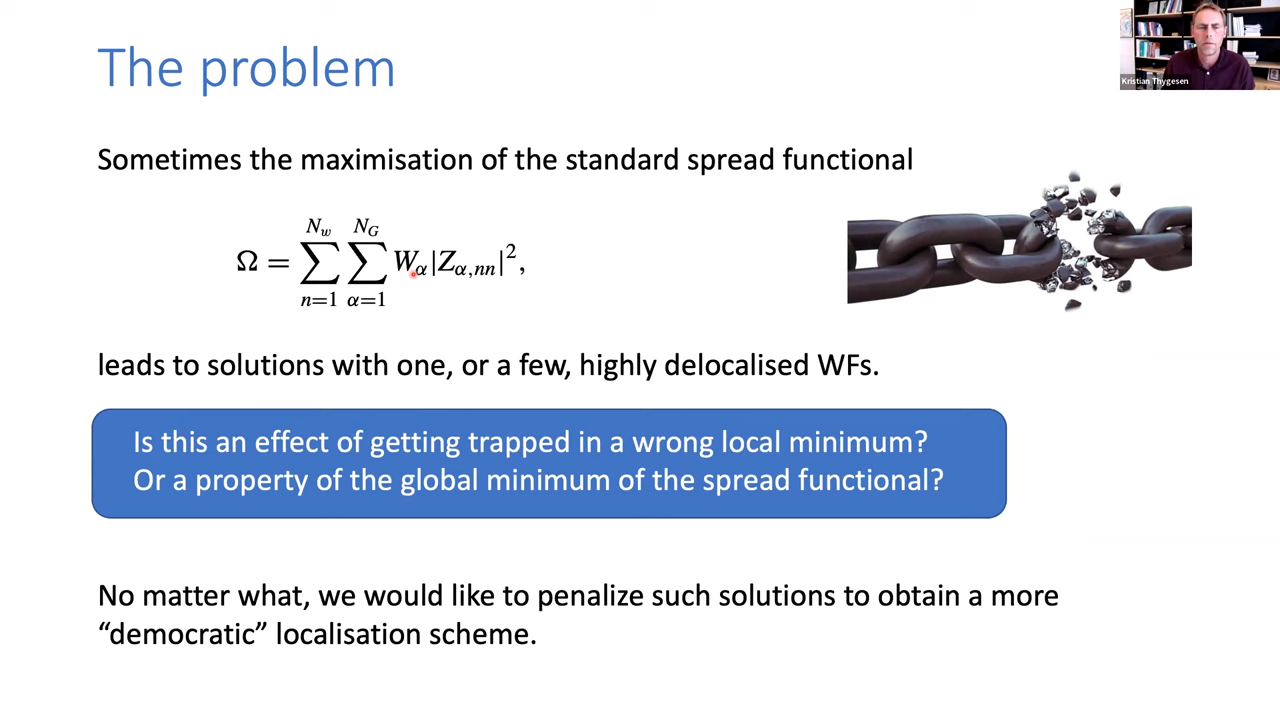 The problem
Kristian Thygesen
Sometimes the maximisation of the standard spread functional
Ω = ∑_{n=1}^{N_w} ∑_{α=1}^{N_G} W_α |Z_{α,nn}|²,
leads to solutions with one, or a few, highly delocalised WFs.
Is this an effect of getting trapped in a wrong local minimum?
Or a property of the global minimum of the spread functional?
No matter what, we would like to penalize such solutions to obtain a more
“democratic” localisation scheme.